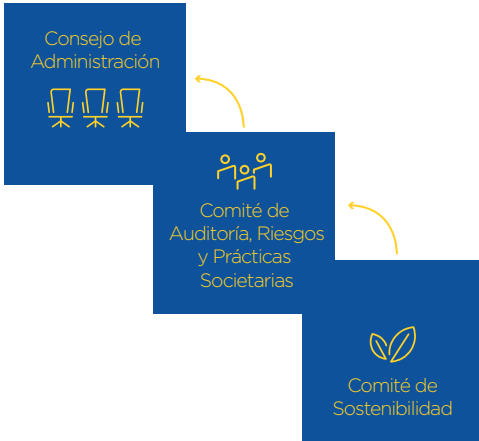 Consejo de
Administración
Comité de
Auditoría, Riesgos
y Prácticas
Societarias
Comité de
Sostenibilidad